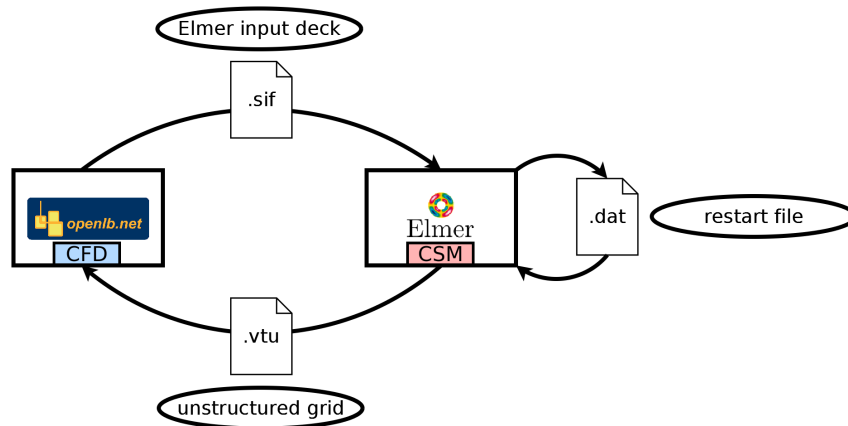 Elmer input deck
.sif
openlb.net
CFD
Elmer
CSM
.dat
restart file
.vtu
unstructured grid